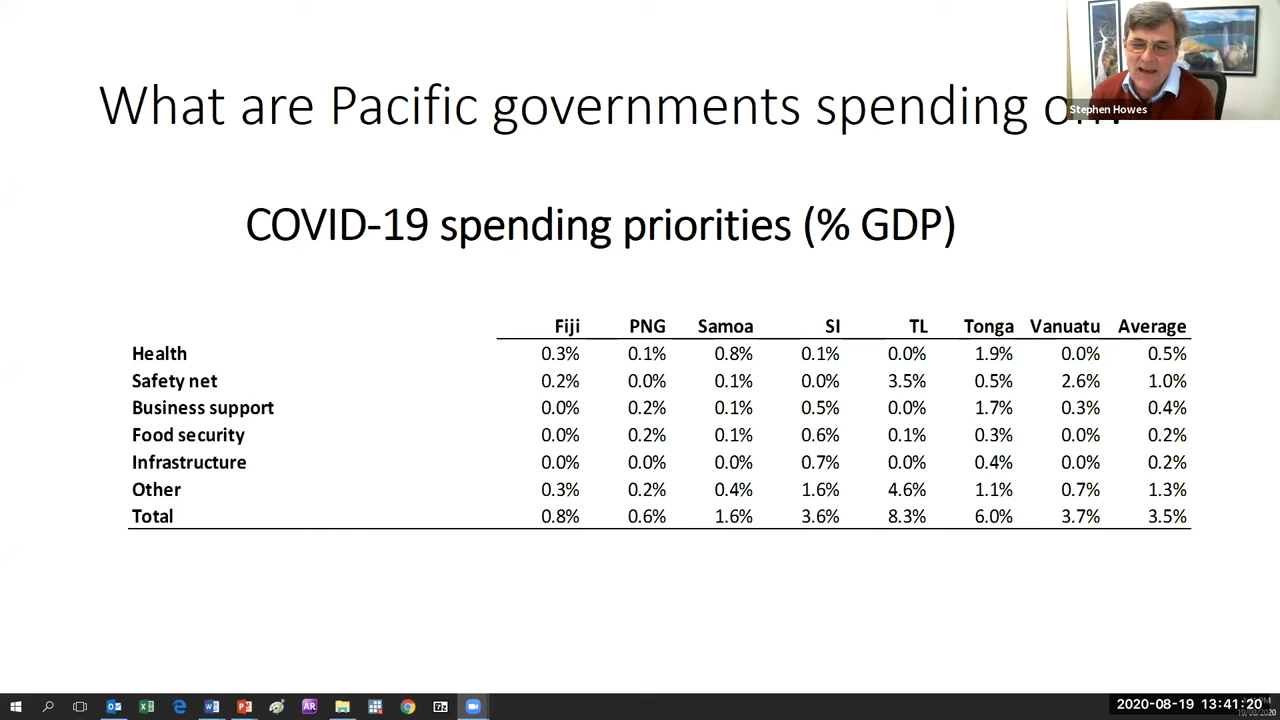 What are Pacific governments spending
Stephen Howes
COVID-19 spending priorities (% GDP)
Fiji PNG Samoa SI TL Tonga Vanuatu Average
Health 0.3% 0.1% 0.8% 0.1% 0.0% 1.9% 0.0% 0.5%
Safety net 0.2% 0.0% 0.1% 0.0% 3.5% 0.5% 2.6% 1.0%
Business support 0.0% 0.2% 0.1% 0.5% 0.0% 1.7% 0.3% 0.4%
Food security 0.0% 0.2% 0.1% 0.6% 0.1% 0.3% 0.0% 0.2%
Infrastructure 0.0% 0.0% 0.0% 0.7% 0.0% 0.4% 0.0% 0.2%
Other 0.3% 0.2% 0.4% 1.6% 4.6% 1.1% 0.7% 1.3%
Total 0.8% 0.6% 1.6% 3.6% 8.3% 6.0% 3.7% 3.5%
2020-08-19 13:41:20
19/08/2020